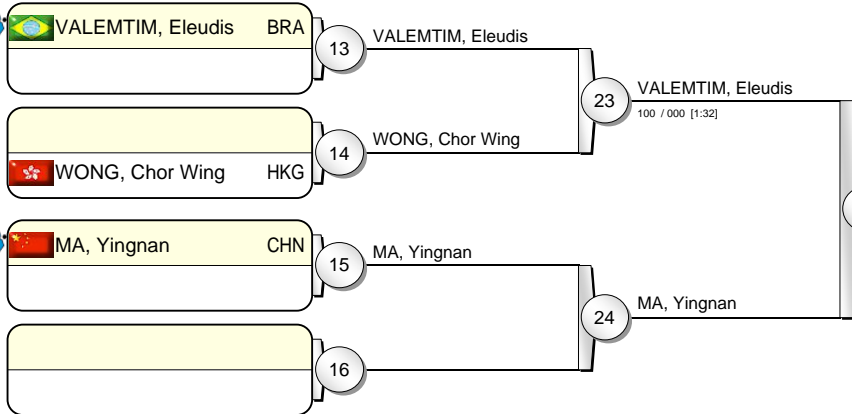 VALEMTIM, Eleudis BRA
13
VALEMTIM, Eleudis
23
VALEMTIM, Eleudis
100 / 000 [1:32]
14
WONG, Chor Wing
WONG, Chor Wing HKG
MA, Yingnan CHN
15
MA, Yingnan
24
MA, Yingnan
16